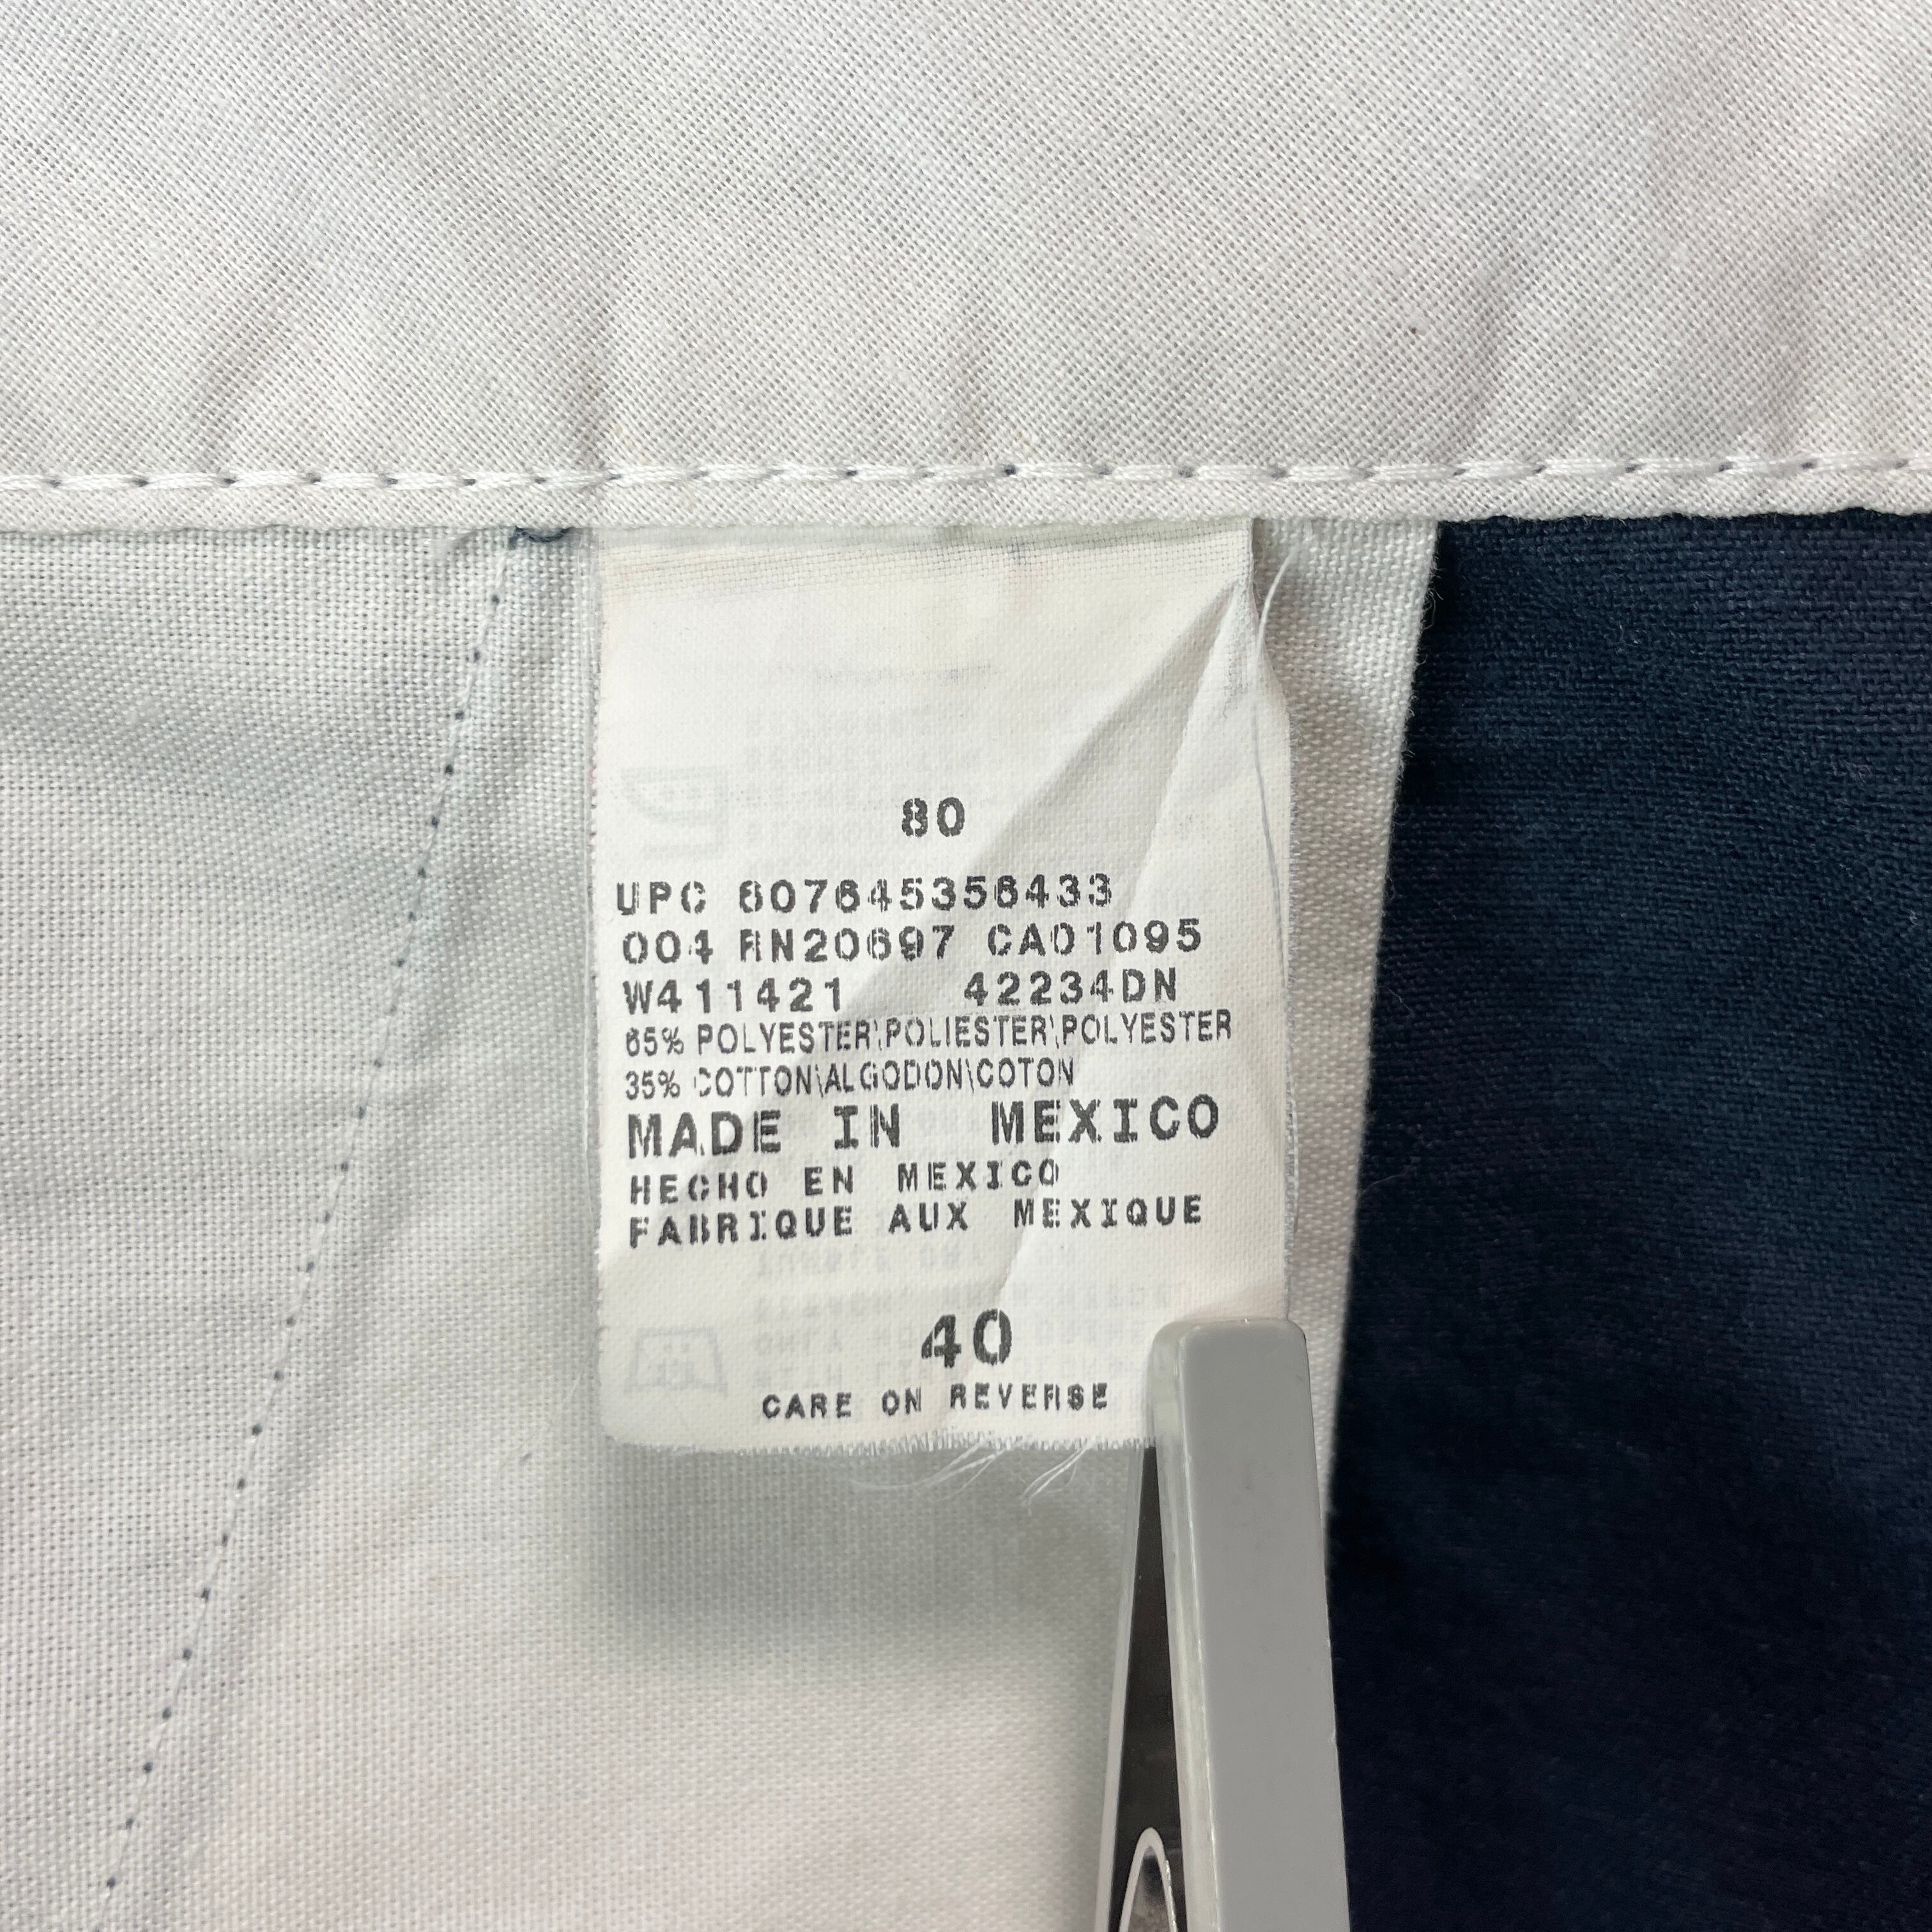 80
UPC 607645356433
004 RN20697 CA01095
W411421 42234DN
65% POLYESTER\POLIESTER\POLYESTER
35% COTTON\ALGODON\COTON
MADE IN MEXICO
HECHO EN MEXICO
FABRIQUE AUX MEXIQUE
40
CARE ON REVERSE